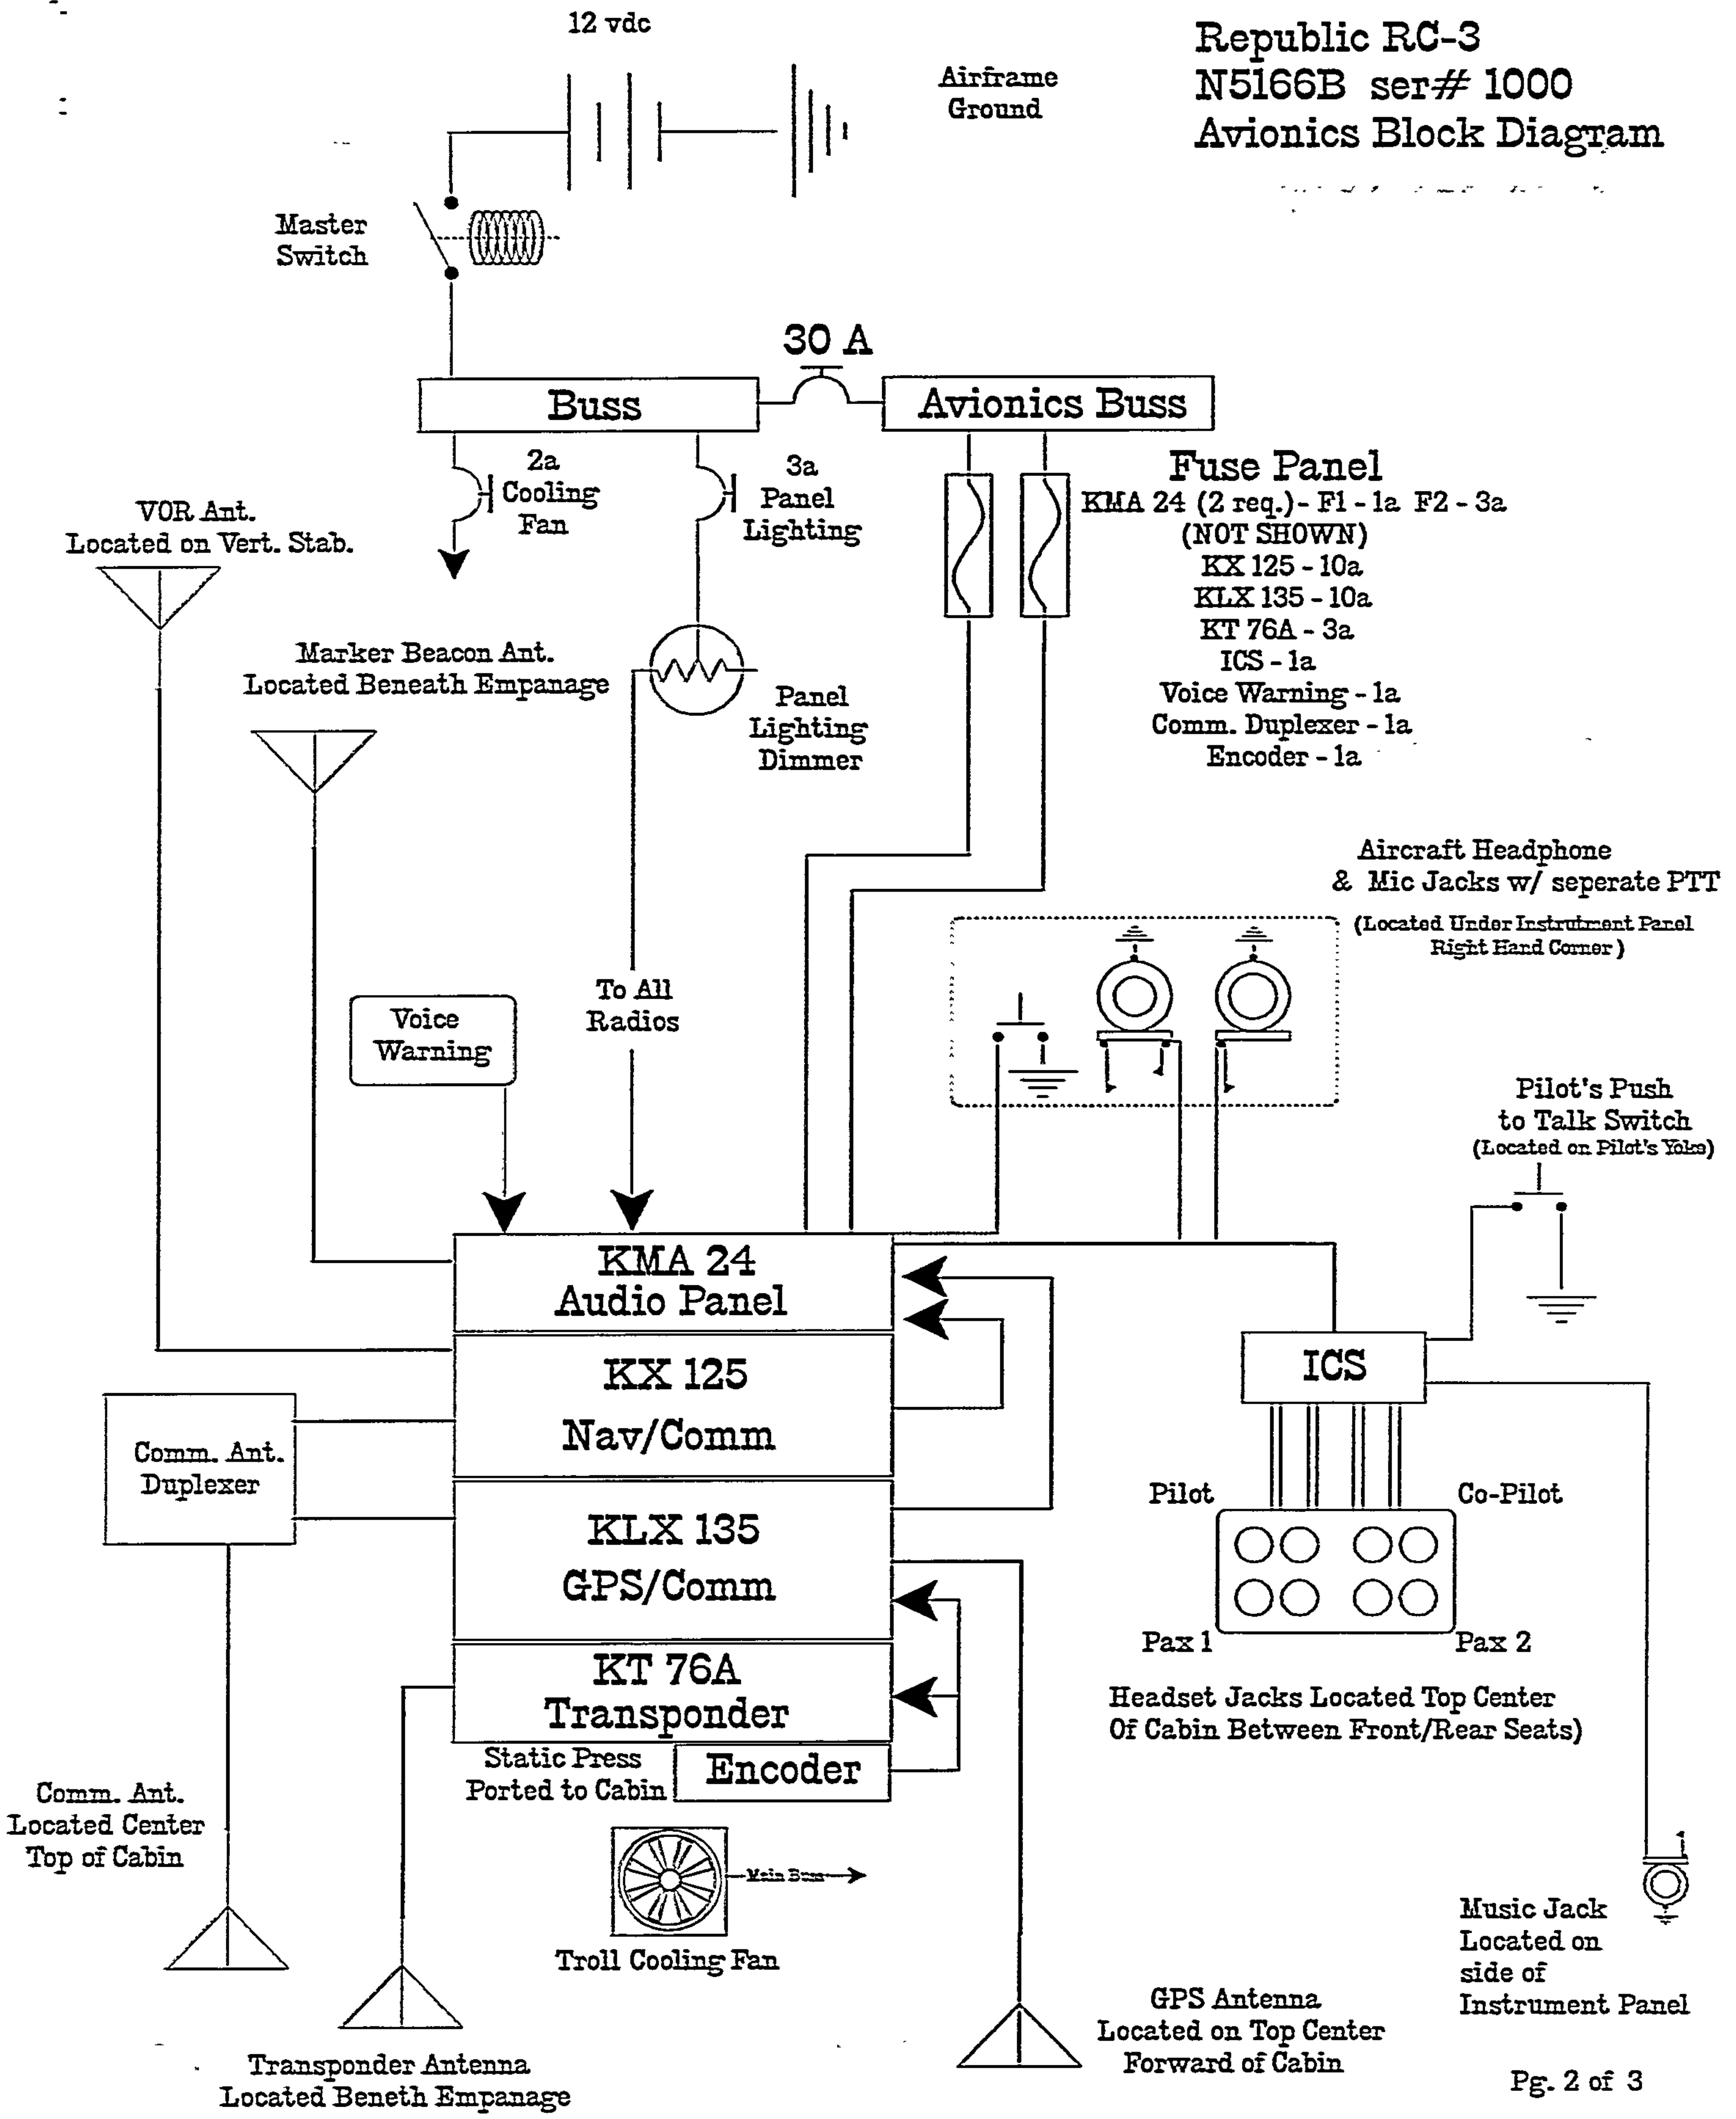 12 vdc
Republic RC-3
N5166B ser# 1000
Avionics Block Diagram
Airframe
Ground
Master
Switch
30 A
Buss
Avionics Buss
2a
Cooling
Fan
3a
Panel
Lighting
Fuse Panel
KMA 24 (2 req.) - F1 - 1a F2 - 3a
(NOT SHOWN)
KX 125 - 10a
KLX 135 - 10a
KT 76A - 3a
ICS - 1a
Voice Warning - 1a
Comm. Duplexer - 1a
Encoder - 1a
VOR Ant.
Located on Vert. Stab.
Marker Beacon Ant.
Located Beneath Empanage
Panel
Lighting
Dimmer
Aircraft Headphone
& Mic Jacks w/ seperate PTT
(Located Under Instrutment Panel
Right Hand Corner)
To All
Radios
Voice
Warning
Pilot's Push
to Talk Switch
(Located on Pilot's Yoke)
KMA 24
Audio Panel
KX 125
Nav/Comm
ICS
Comm. Ant.
Duplexer
KLX 135
GPS/Comm
Pilot
Co-Pilot
Pax 1
Pax 2
KT 76A
Transponder
Headset Jacks Located Top Center
Of Cabin Between Front/Rear Seats)
Static Press
Ported to Cabin
Encoder
Comm. Ant.
Located Center
Top of Cabin
Main Buss
Troll Cooling Fan
Music Jack
Located on
side of
Instrument Panel
GPS Antenna
Located on Top Center
Forward of Cabin
Transponder Antenna
Located Beneth Empanage
Pg. 2 of 3